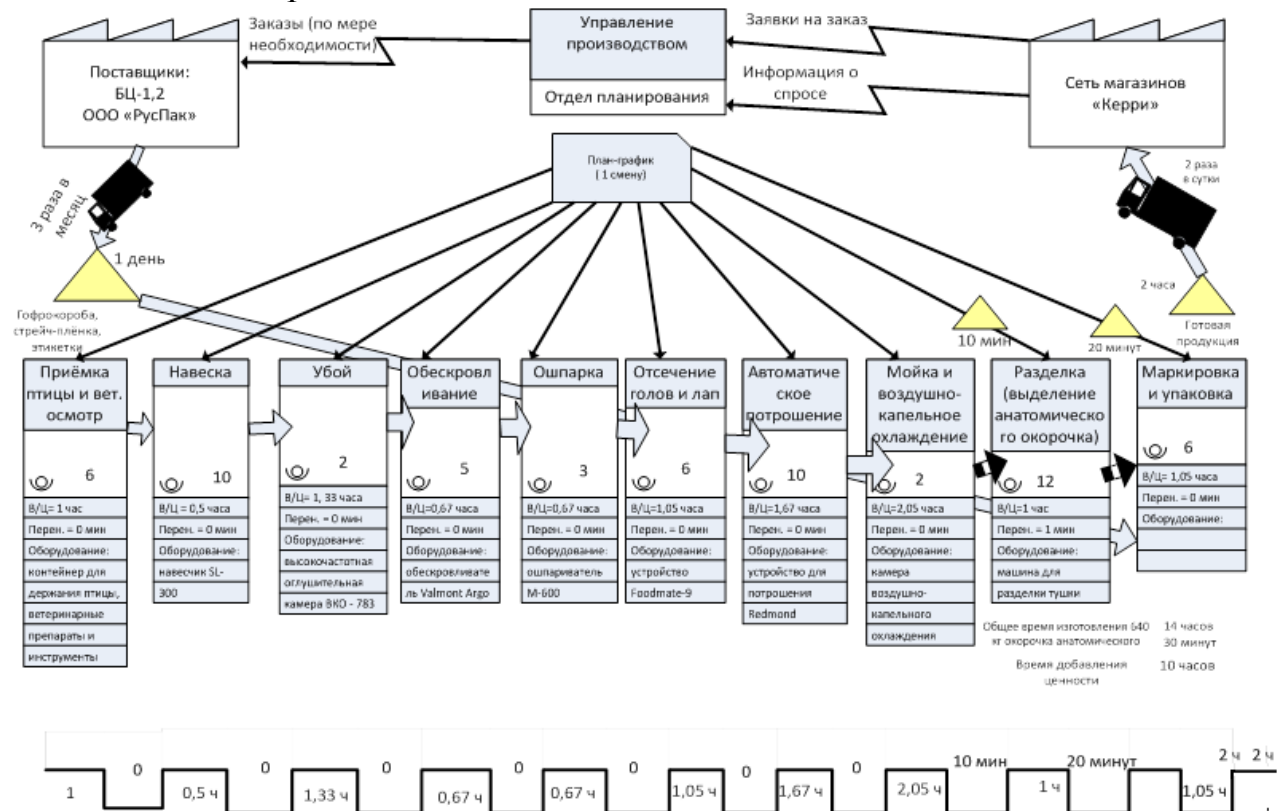 Заказы (по мере
необходимости)
Управление
производством
Отдел планирования
Заявки на заказ
Информация о
спросе
Поставщики:
БЦ-1,2
ООО «РусПак»
Сеть магазинов
«Керри»
План-график
( 1 смену)
3 раза в
месяц
1 день
Гофрокороба,
стрейч-плёнка,
этикетки
2 раза
в сутки
2 часа
Готовая
продукция
10 мин
20 минут
Приёмка
птицы и вет.
осмотр
6
В/Ц= 1 час
Перен. = 0 мин
Оборудование:
контейнер для
держания птицы,
ветеринарные
препараты и
инструменты
Навеска
10
В/Ц = 0,5 часа
Перен. = 0 мин
Оборудование:
навесчик SL-
300
Убой
2
В/Ц= 1, 33 часа
Перен. = 0 мин
Оборудование:
высокочастотная
оглушительная
камера ВКО - 783
Обескровл
ивание
5
В/Ц=0,67 часа
Перен. = 0 мин
Оборудование:
обескровливате
ль Valmont Argo
Ошпарка
3
В/Ц=0,67 часа
Перен. = 0 мин
Оборудование:
ошпариватель
М-600
Отсечение
голов и лап
6
В/Ц=1,05 часа
Перен. = 0 мин
Оборудование:
устройство
Foodmate-9
Автоматиче
ское
потрошение
10
В/Ц=1,67 часа
Перен. = 0 мин
Оборудование:
устройство для
потрошения
Redmond
Мойка и
воздушно-
капельное
охлаждение
2
В/Ц=2,05 часа
Перен. = 0 мин
Оборудование:
камера
воздушно-
капельного
охлаждения
Разделка
(выделение
анатомическо
го окорочка)
12
В/Ц=1 час
Перен. = 1 мин
Оборудование:
машина для
разделки тушки
Маркировка
и упаковка
6
В/Ц= 1,05 часа
Перен. = 0 мин
Оборудование:
Общее время изготовления 640
кг окорочка анатомического
14 часов
30 минут
Время добавления
ценности
10 часов
1
0
0,5 ч
0
1,33 ч
0
0,67 ч
0
0,67 ч
0
1,05 ч
0
1,67 ч
0
2,05 ч
10 мин
1 ч
20 минут
1,05 ч
2 ч
2 ч